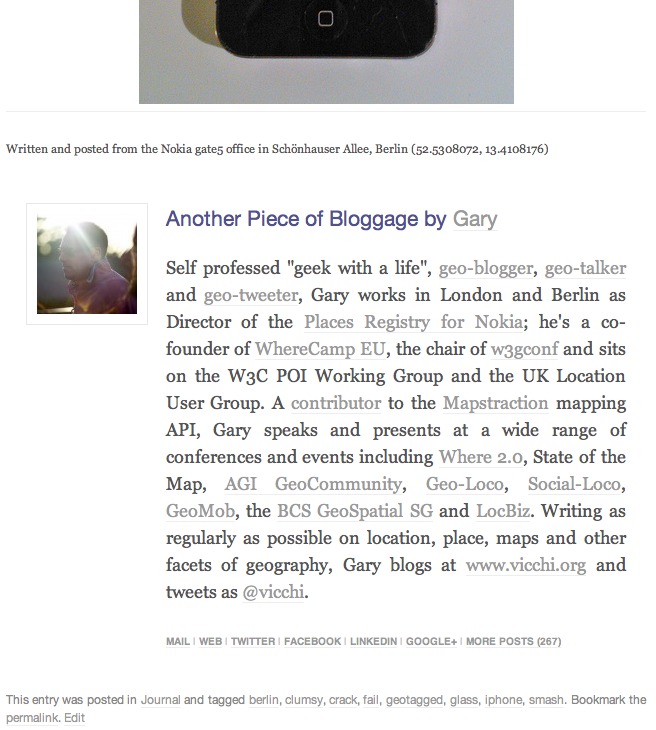 Written and posted from the Nokia gate5 office in Schönhauser Allee, Berlin (52.5308072, 13.4108176)
Another Piece of Bloggage by Gary
Self professed "geek with a life", geo-blogger, geo-talker
and geo-tweeter, Gary works in London and Berlin as
Director of the Places Registry for Nokia; he's a co-
founder of WhereCamp EU, the chair of w3gconf and sits
on the W3C POI Working Group and the UK Location
User Group. A contributor to the Mapstraction mapping
API, Gary speaks and presents at a wide range of
conferences and events including Where 2.0, State of the
Map, AGI GeoCommunity, Geo-Loco, Social-Loco,
GeoMob, the BCS GeoSpatial SG and LocBiz. Writing as
regularly as possible on location, place, maps and other
facets of geography, Gary blogs at www.vicchi.org and
tweets as @vicchi.
MAIL | WEB | TWITTER | FACEBOOK | LINKEDIN | GOOGLE+ | MORE POSTS (267)
This entry was posted in Journal and tagged berlin, clumsy, crack, fail, geotagged, glass, iphone, smash. Bookmark the
permalink. Edit